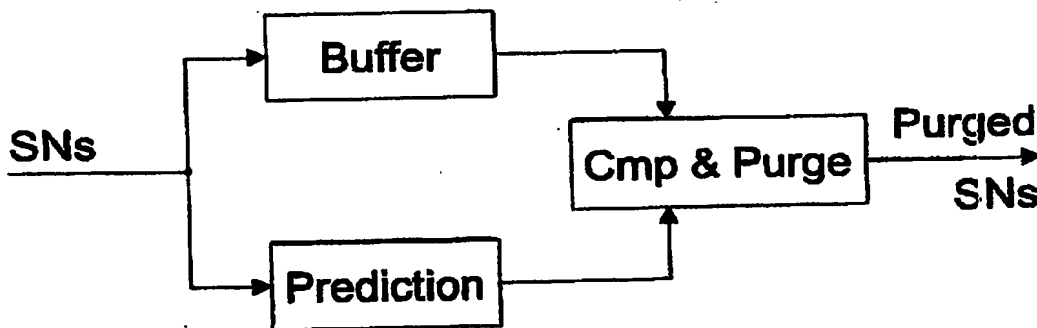 Buffer
SNs
Cmp & Purge
Purged
SNs
Prediction